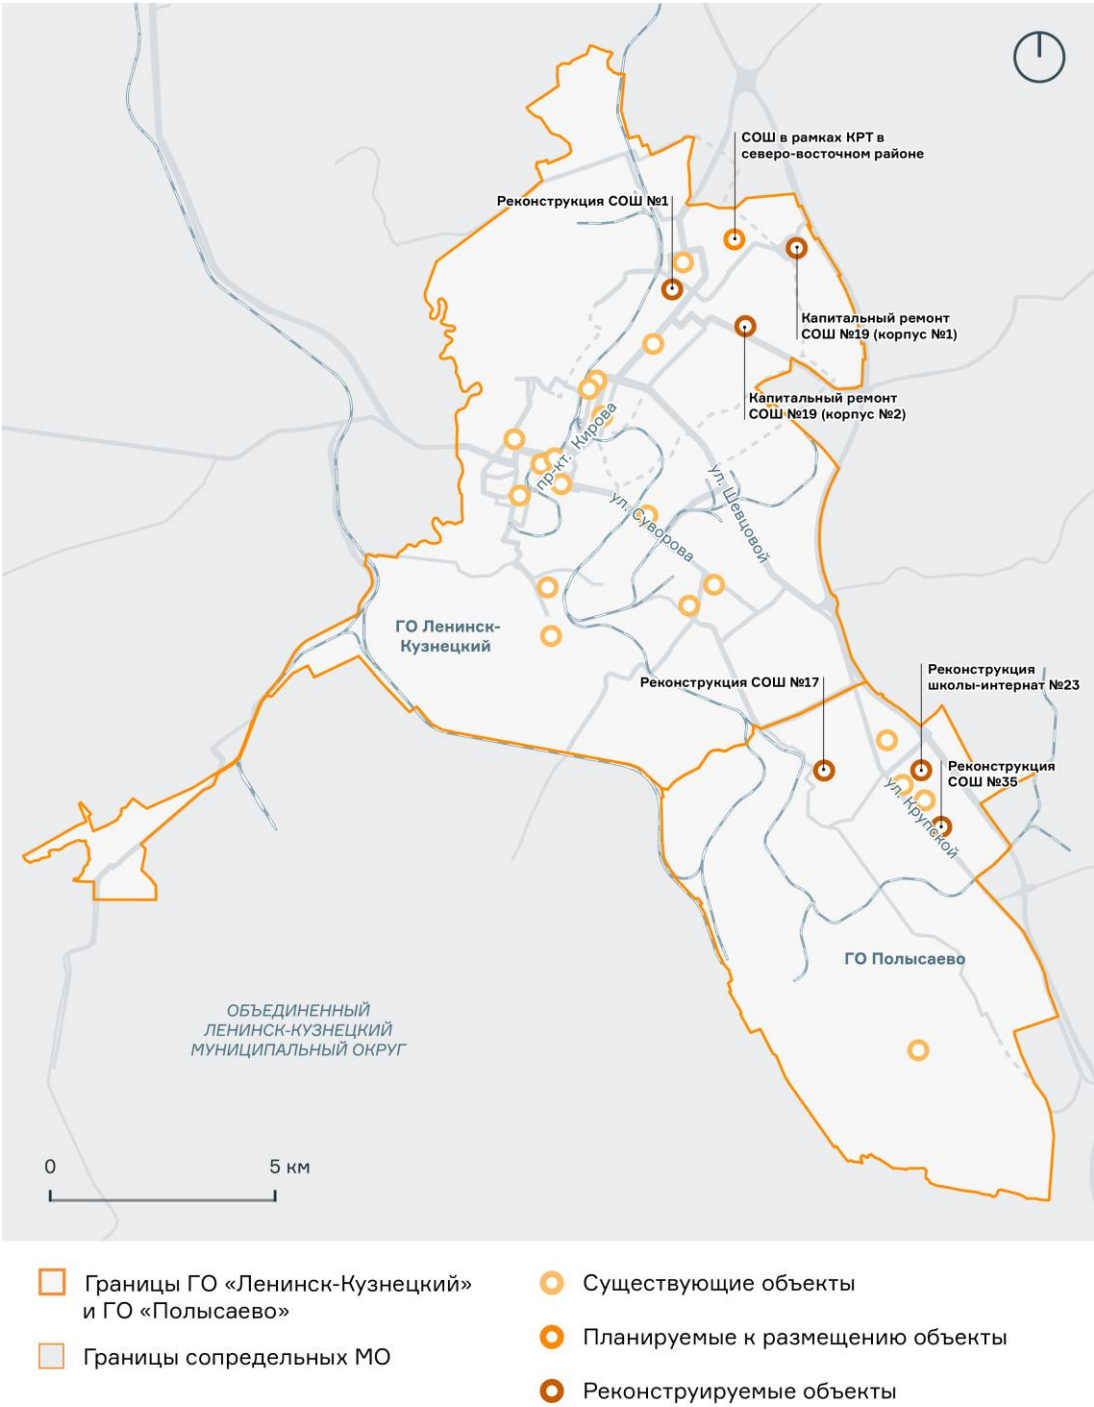 СОШ в рамках КРТ в
северо-восточном районе
Реконструкция СОШ №1
Капитальный ремонт
СОШ №19 (корпус №1)
Капитальный ремонт
СОШ №19 (корпус №2)
пр-кт. Кирова
ул. Суворова
ул. Шевцовой
ГО Ленинск-
Кузнецкий
Реконструкция СОШ №17
Реконструкция
школы-интернат №23
Реконструкция
СОШ №35
ул. Крупской
ГО Полысаево
ОБЪЕДИНЕННЫЙ
ЛЕНИНСК-КУЗНЕЦКИЙ
МУНИЦИПАЛЬНЫЙ ОКРУГ
0 5 км
Границы ГО «Ленинск-Кузнецкий»
и ГО «Полысаево»
Границы сопредельных МО
Существующие объекты
Планируемые к размещению объекты
Реконструируемые объекты